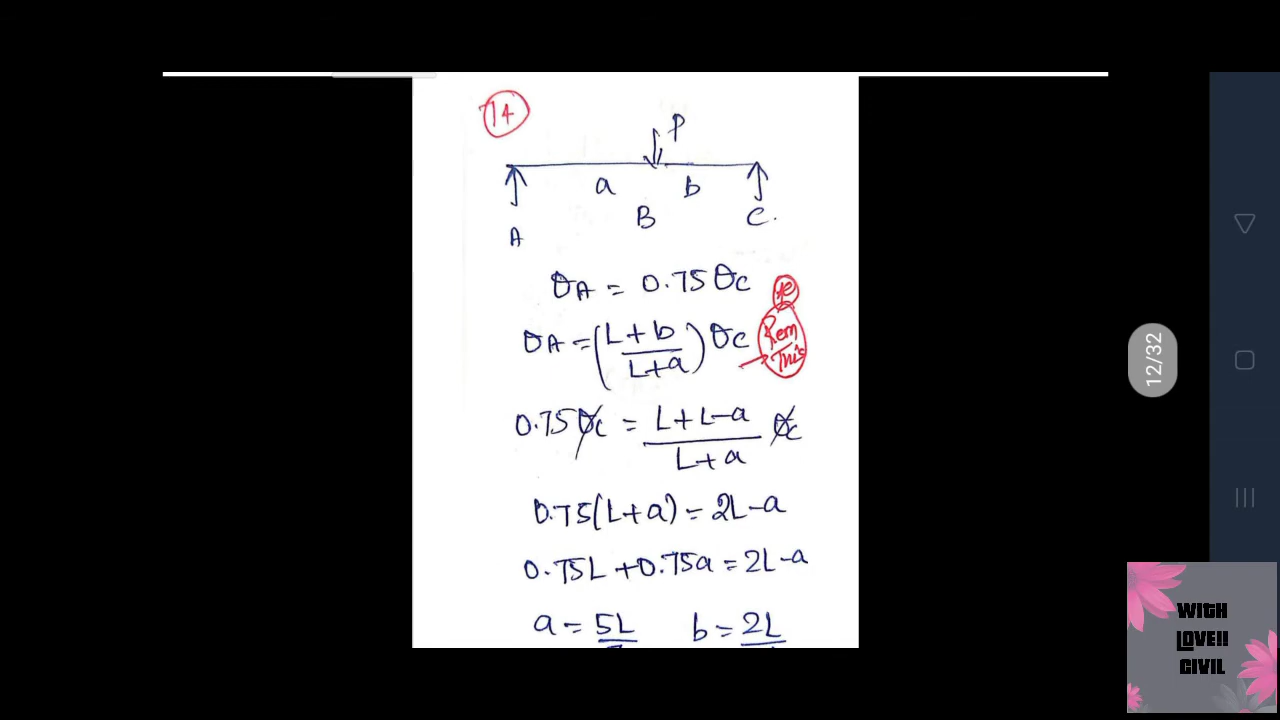 14
P
a b
B C.
A
θA = 0.75 θc
θA = (L+b / L+a) θc
Rem This
0.75 θc = L+L-a / L+a θc
0.75(L+a) = 2L-a
0.75L + 0.75a = 2L-a
a = 5L b = 2L
12/32
WITH
LOVE!!
CIVIL